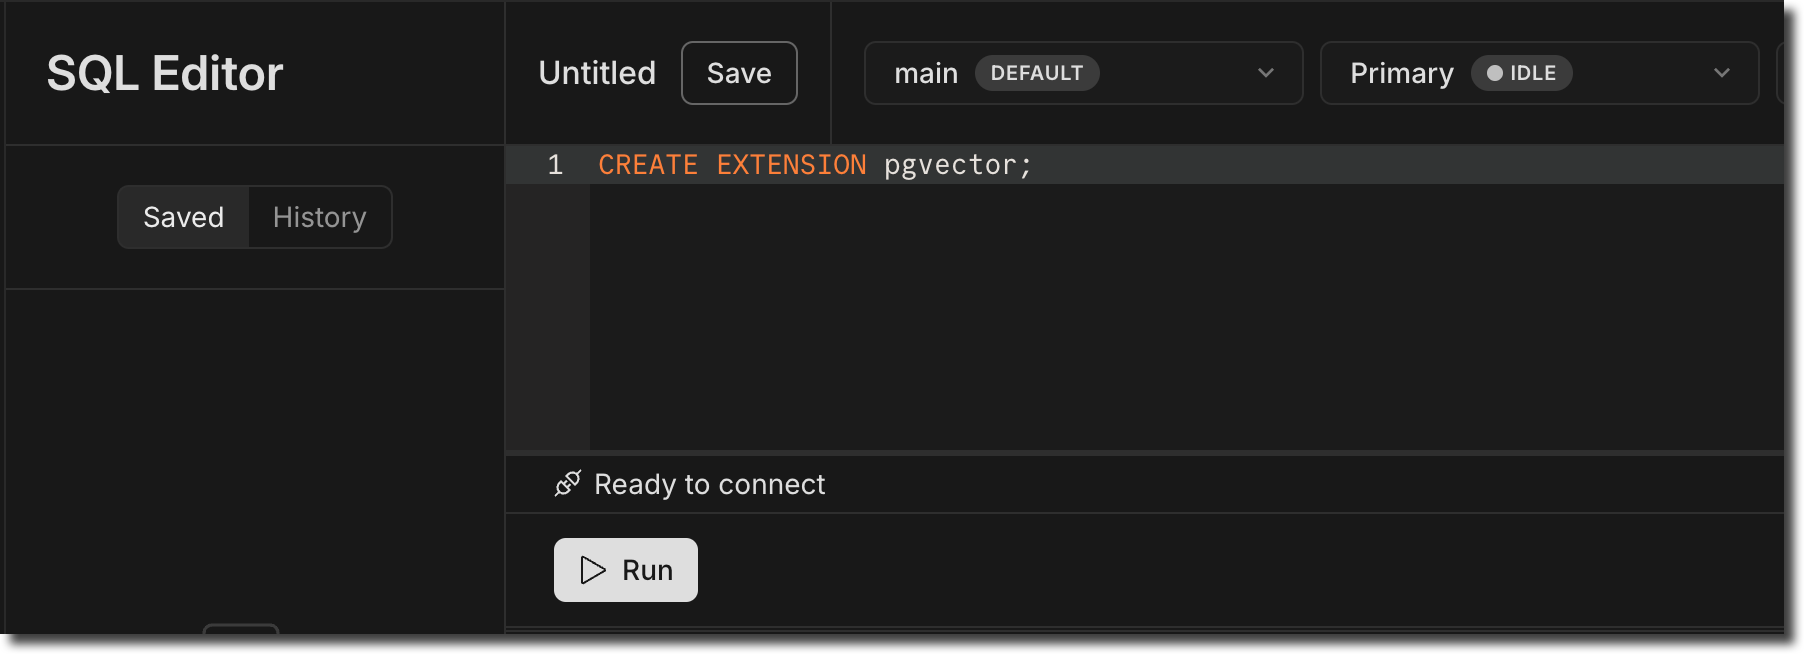 SQL Editor
Untitled
Save
main
DEFAULT
Primary
IDLE
Saved
History
1
CREATE EXTENSION pgvector;
Ready to connect
Run